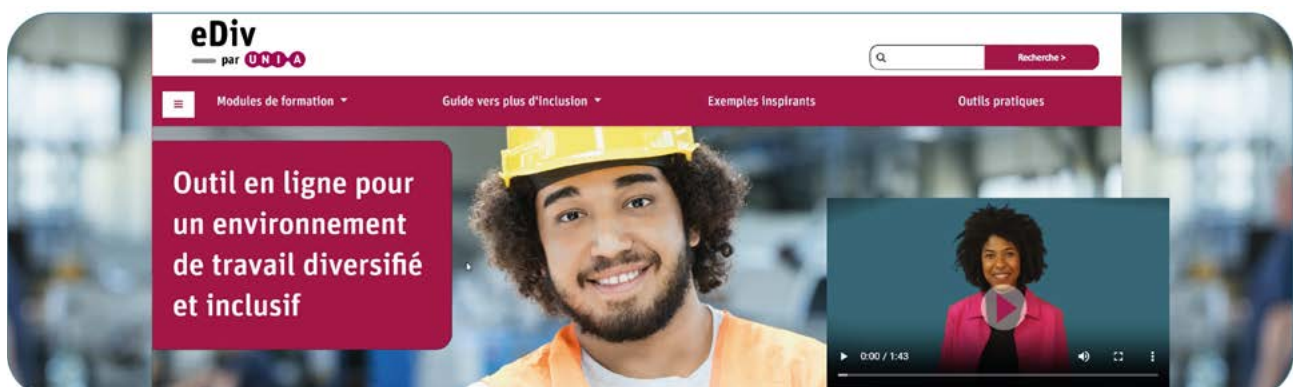 eDiv
par UNIA
Recherche >
Modules de formation
Guide vers plus d'inclusion
Exemples inspirants
Outils pratiques
Outil en ligne pour
un environnement
de travail diversifié
et inclusif
0:00 / 1:43